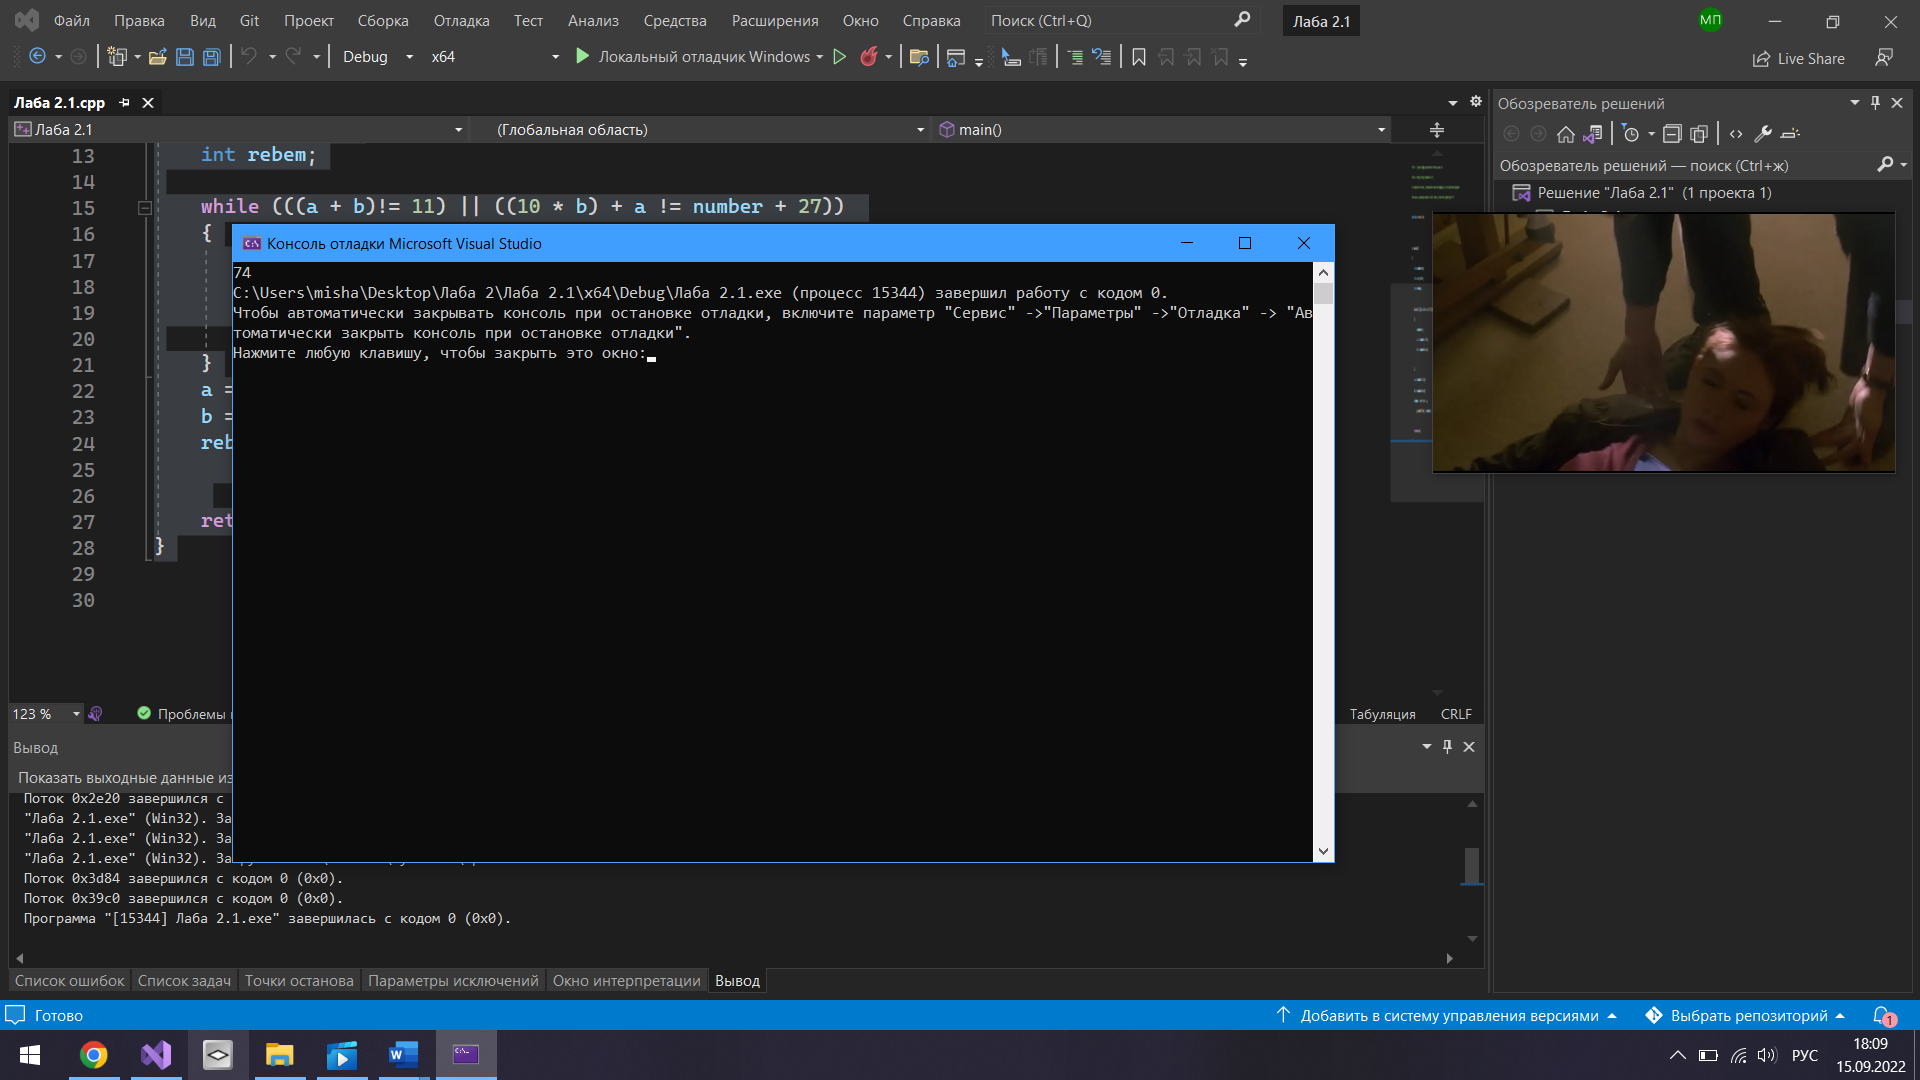 Файл Правка Вид Git Проект Сборка Отладка Тест Анализ Средства Расширения Окно Справка Поиск (Ctrl+Q) Лаба 2.1 МП
Debug x64 Локальный отладчик Windows Live Share
Лаба 2.1.cpp
Лаба 2.1 (Глобальная область) main()
13 int rebem;
14
15 while (((a + b)!= 11) || ((10 * b) + a != number + 27))
16 {
17
18
19
20
21 }
22 a =
23 b =
24 reb
25
26
27 ret
28 }
29
30
Консоль отладки Microsoft Visual Studio
74
C:\Users\misha\Desktop\Лаба 2\Лаба 2.1\x64\Debug\Лаба 2.1.exe (процесс 15344) завершил работу с кодом 0.
Чтобы автоматически закрывать консоль при остановке отладки, включите параметр "Сервис" ->"Параметры" ->"Отладка" -> "Ав
томатически закрыть консоль при остановке отладки".
Нажмите любую клавишу, чтобы закрыть это окно:
Обозреватель решений
Обозреватель решений — поиск (Ctrl+ж)
Решение "Лаба 2.1" (1 проекта 1)
123 % Проблемы Табуляция CRLF
Вывод
Показать выходные данные из
Поток 0x2e20 завершился с
"Лаба 2.1.exe" (Win32). За
"Лаба 2.1.exe" (Win32). За
"Лаба 2.1.exe" (Win32).
Поток 0x3d84 завершился с кодом 0 (0x0).
Поток 0x39c0 завершился с кодом 0 (0x0).
Программа "[15344] Лаба 2.1.exe" завершилась с кодом 0 (0x0).
Список ошибок Список задач Точки останова Параметры исключений Окно интерпретации Вывод
Готово Добавить в систему управления версиями Выбрать репозиторий 1
РУС 18:09
15.09.2022